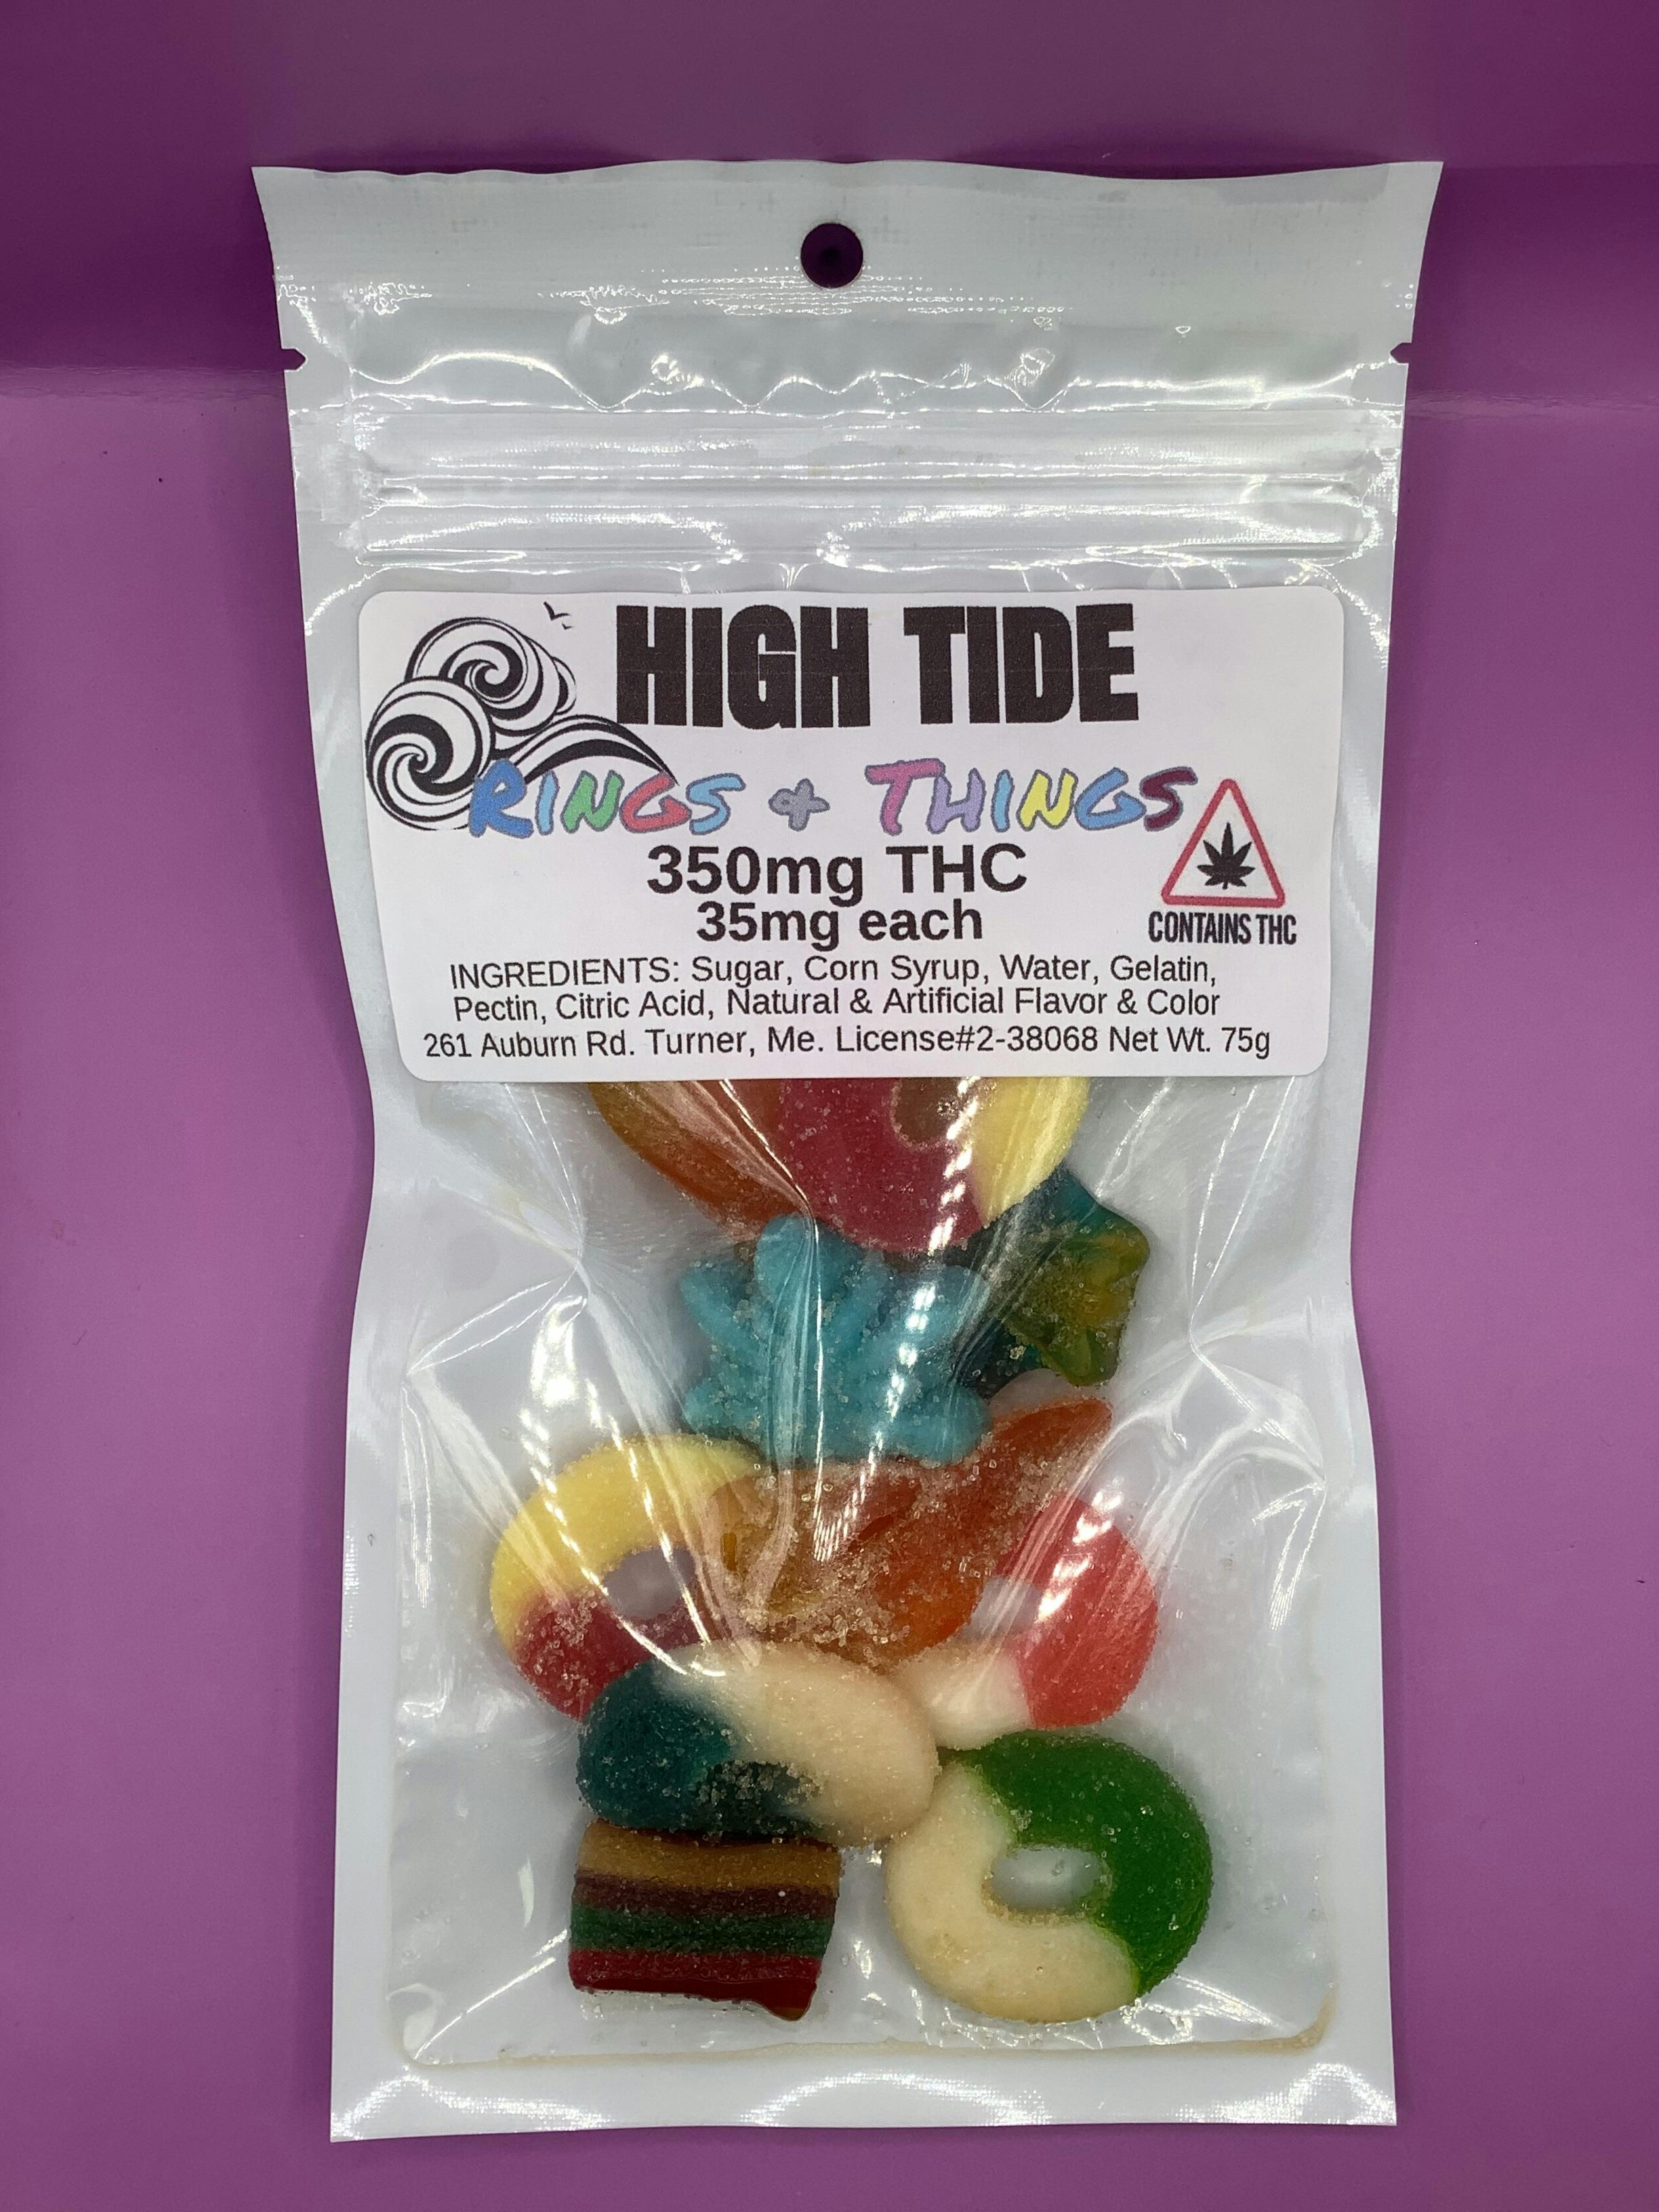 HIGH TIDE
RINGS & THINGS
350mg THC
35mg each
CONTAINS THC
INGREDIENTS: Sugar, Corn Syrup, Water, Gelatin,
Pectin, Citric Acid, Natural & Artificial Flavor & Color
261 Auburn Rd. Turner, Me. License#2-38068 Net Wt. 75g